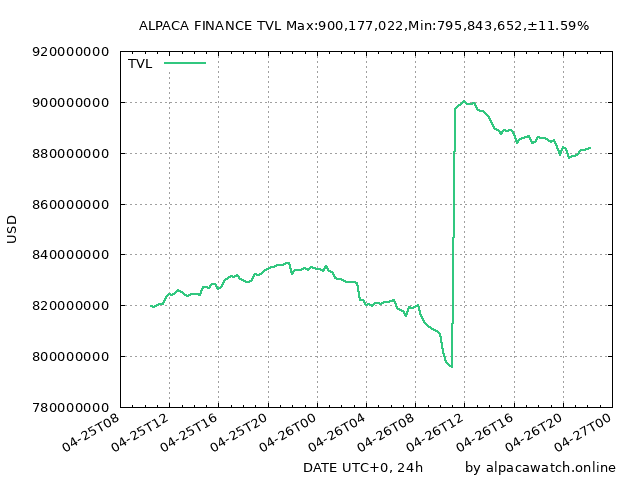 ALPACA FINANCE TVL Max:900,177,022,Min:795,843,652,±11.59%
TVL
920000000
900000000
880000000
860000000
840000000
820000000
800000000
780000000
USD
04-25T08
04-25T12
04-25T16
04-25T20
04-26T00
04-26T04
04-26T08
04-26T12
04-26T16
04-26T20
04-27T00
DATE UTC+0, 24h
by alpacawatch.online